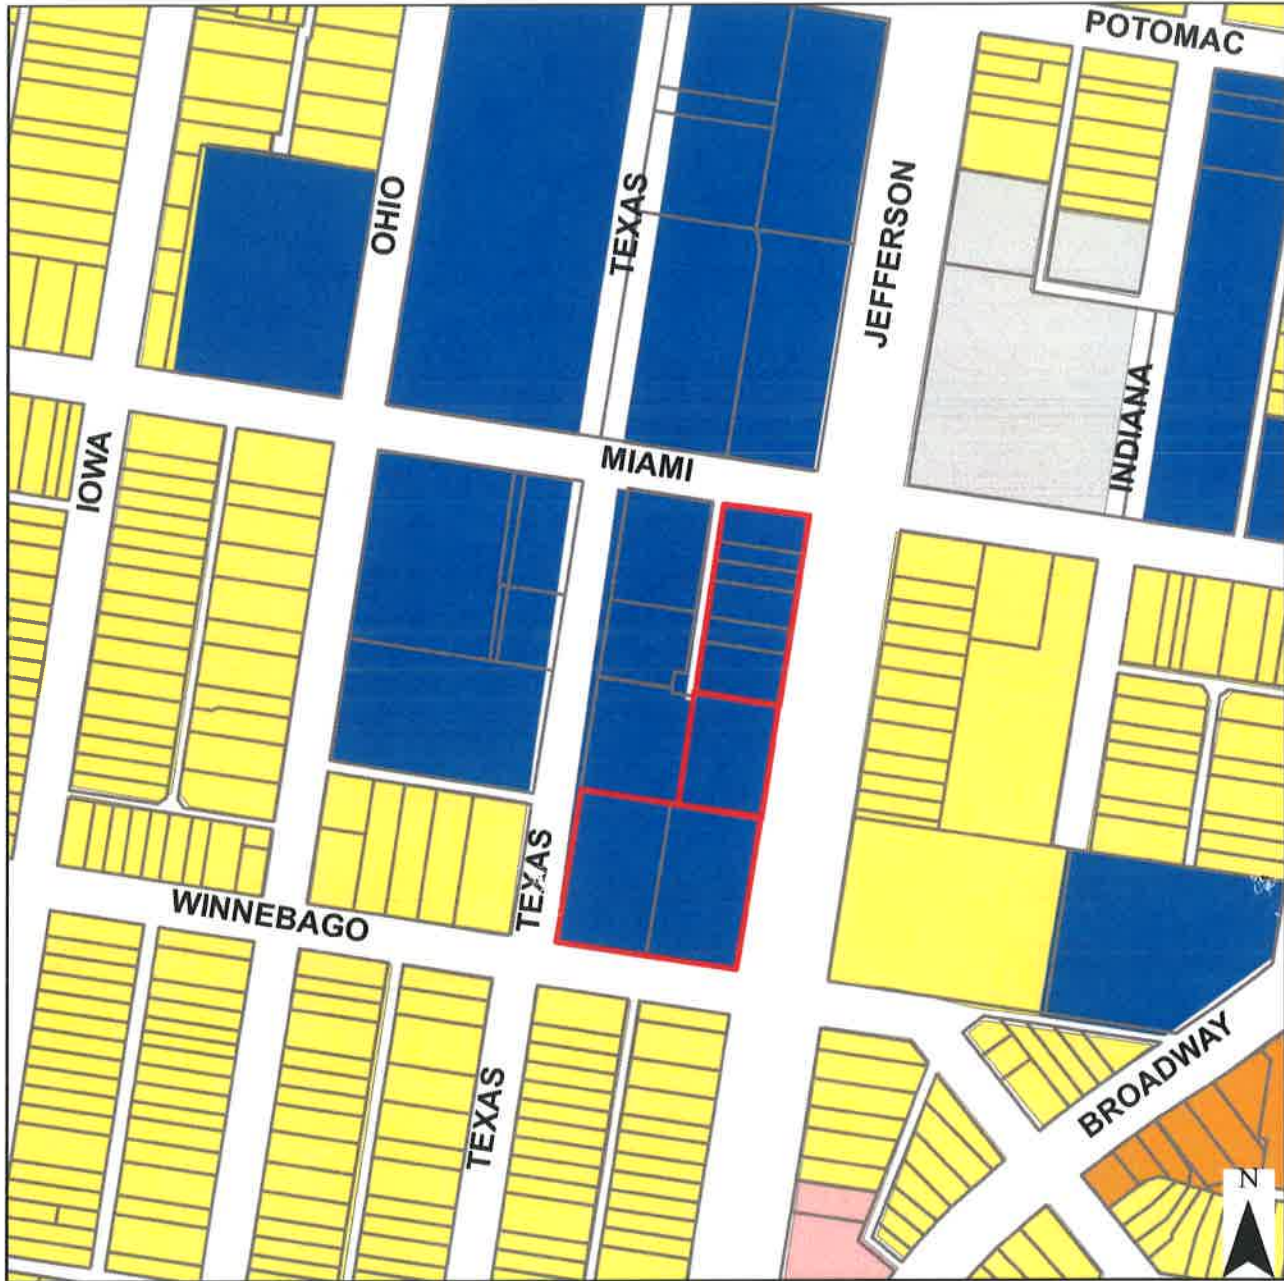 POTOMAC
OHIO
TEXAS
JEFFERSON
INDIANA
IOWA
MIAMI
TEXAS
WINNEBAGO
TEXAS
BROADWAY
N